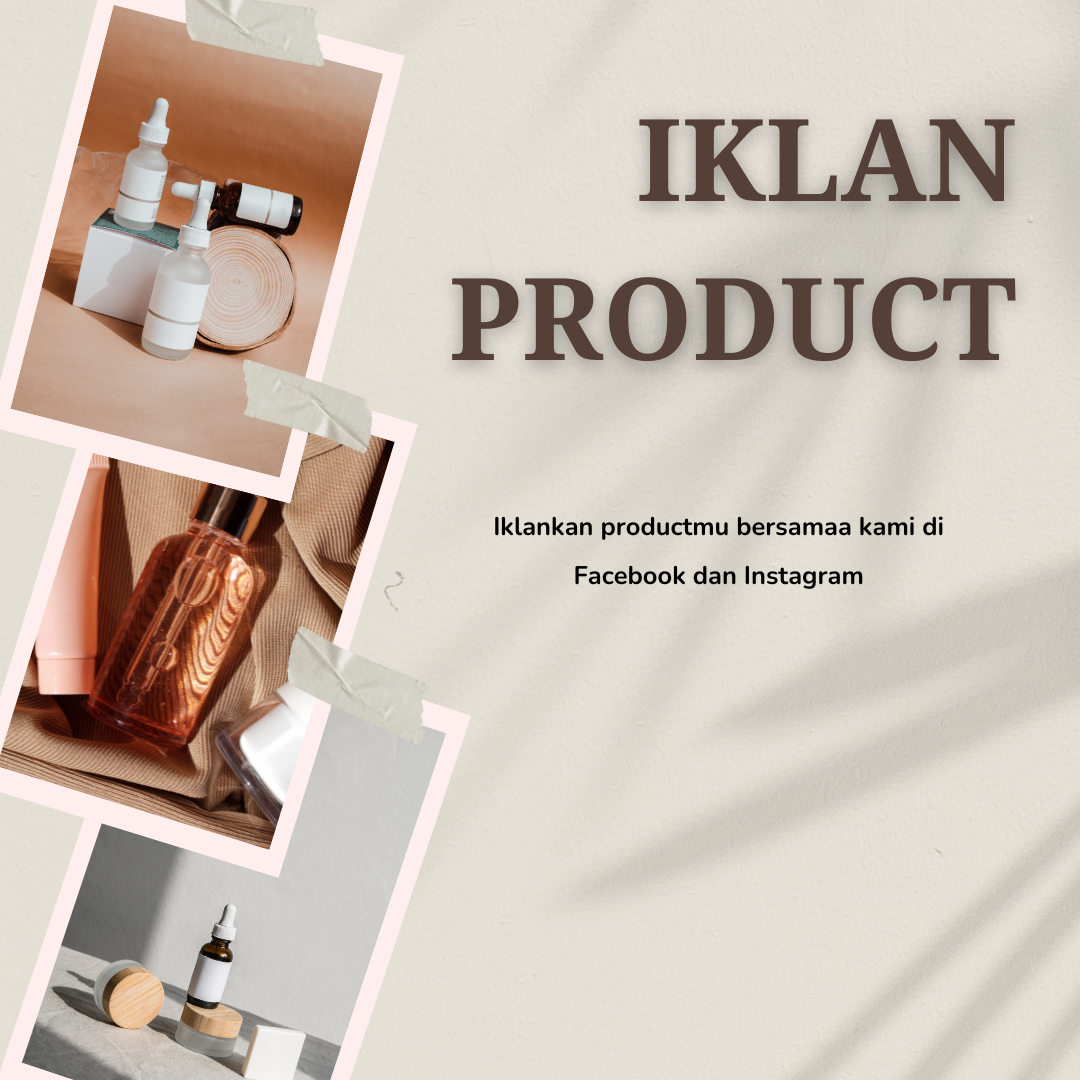 IKLAN
PRODUCT
Iklankan productmu bersamaa kami di
Facebook dan Instagram